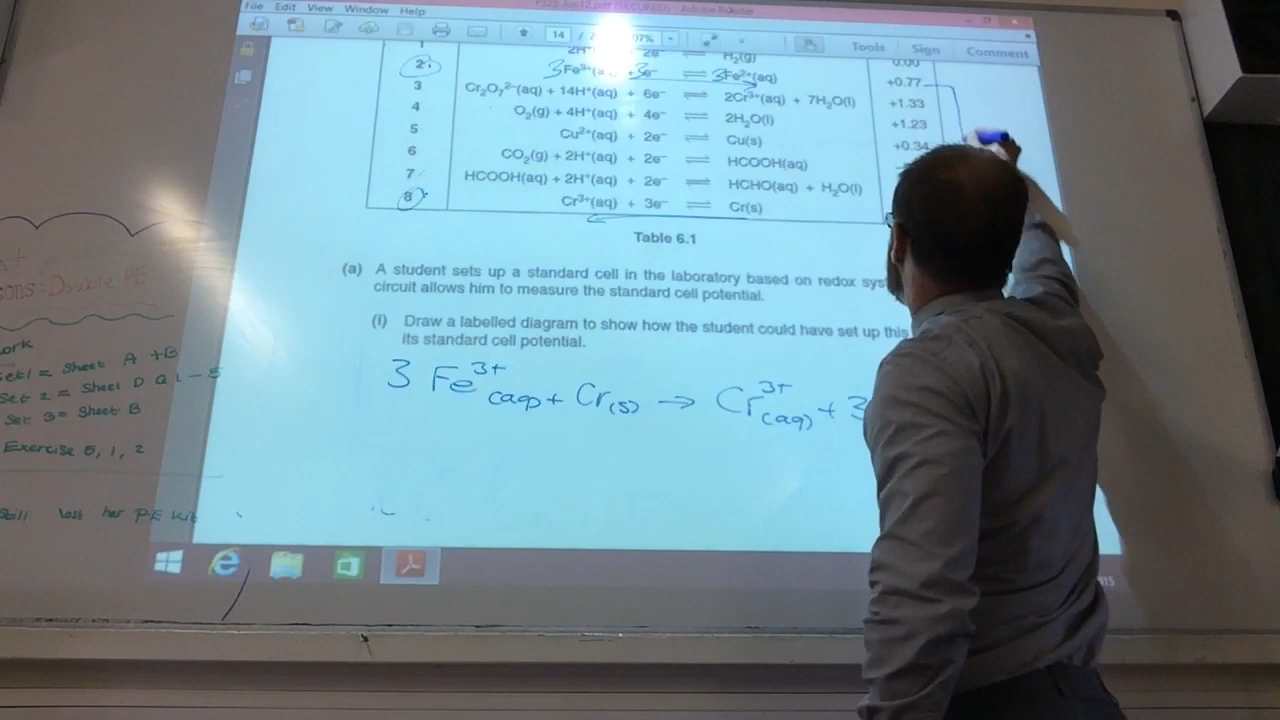 File Edit View Window Help
14 / 07%
Tools Sign Comment
1 2H⁺ 2e⁻ ⇌ H₂(g) 0.00
2 3Fe³⁺ +3e⁻ ⇌ 3Fe²⁺(aq) +0.77
3 Cr₂O₇²⁻(aq) + 14H⁺(aq) + 6e⁻ ⇌ 2Cr³⁺(aq) + 7H₂O(l) +1.33
4 O₂(g) + 4H⁺(aq) + 4e⁻ ⇌ 2H₂O(l) +1.23
5 Cu²⁺(aq) + 2e⁻ ⇌ Cu(s) +0.34
6 CO₂(g) + 2H⁺(aq) + 2e⁻ ⇌ HCOOH(aq)
7 HCOOH(aq) + 2H⁺(aq) + 2e⁻ ⇌ HCHO(aq) + H₂O(l)
8 Cr³⁺(aq) + 3e⁻ ⇌ Cr(s)
Table 6.1
(a) A student sets up a standard cell in the laboratory based on redox
circuit allows him to measure the standard cell potential.
(i) Draw a labelled diagram to show how the student could have set up this
its standard cell potential.
3 Fe³⁺(aq) + Cr(s) → Cr³⁺(aq) + 3
Double PE
Set 1 = Sheet A + B
Set 2 = Sheet D Q 1 - 5
Set 3 = Sheet B
Exercise 5, 1, 2
Still lost her P.E Kit